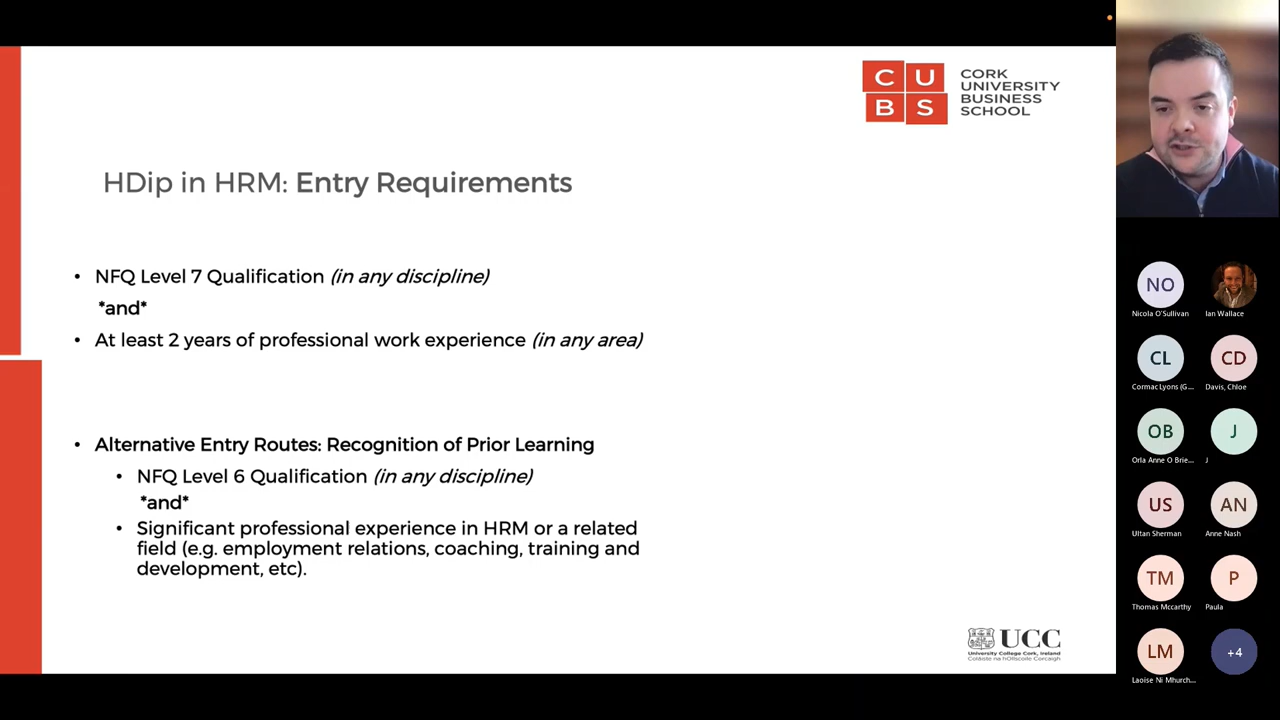 C U
B S
CORK
UNIVERSITY
BUSINESS
SCHOOL
HDip in HRM: Entry Requirements
• NFQ Level 7 Qualification (in any discipline)
*and*
• At least 2 years of professional work experience (in any area)
• Alternative Entry Routes: Recognition of Prior Learning
• NFQ Level 6 Qualification (in any discipline)
*and*
• Significant professional experience in HRM or a related
field (e.g. employment relations, coaching, training and
development, etc).
UCC
University College Cork, Ireland
Coláiste na hOllscoile Corcaigh
NO
Nicola O'Sullivan
Ian Wallace
CL
Cormac Lyons (G...
CD
Davis, Chloe
OB
Orla Anne O Brie...
J
J
US
Ultan Sherman
AN
Anne Nash
TM
Thomas Mccarthy
P
Paula
LM
Laoise Ni Mhurch...
+4